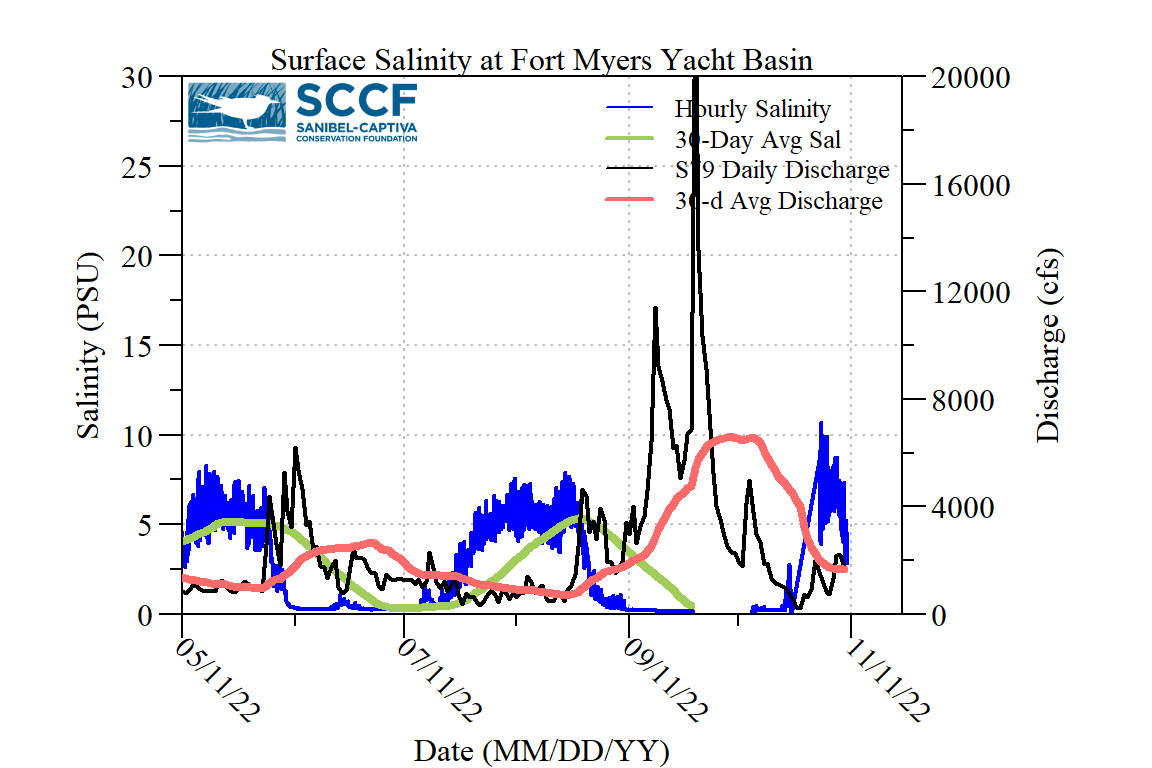 Surface Salinity at Fort Myers Yacht Basin
SCCF
SANIBEL-CAPTIVA
CONSERVATION FOUNDATION
Hourly Salinity
30-Day Avg Sal
S79 Daily Discharge
30-d Avg Discharge
30
25
20
15
10
5
0
Salinity (PSU)
20000
16000
12000
8000
4000
0
Discharge (cfs)
05/11/22
07/11/22
09/11/22
11/11/22
Date (MM/DD/YY)